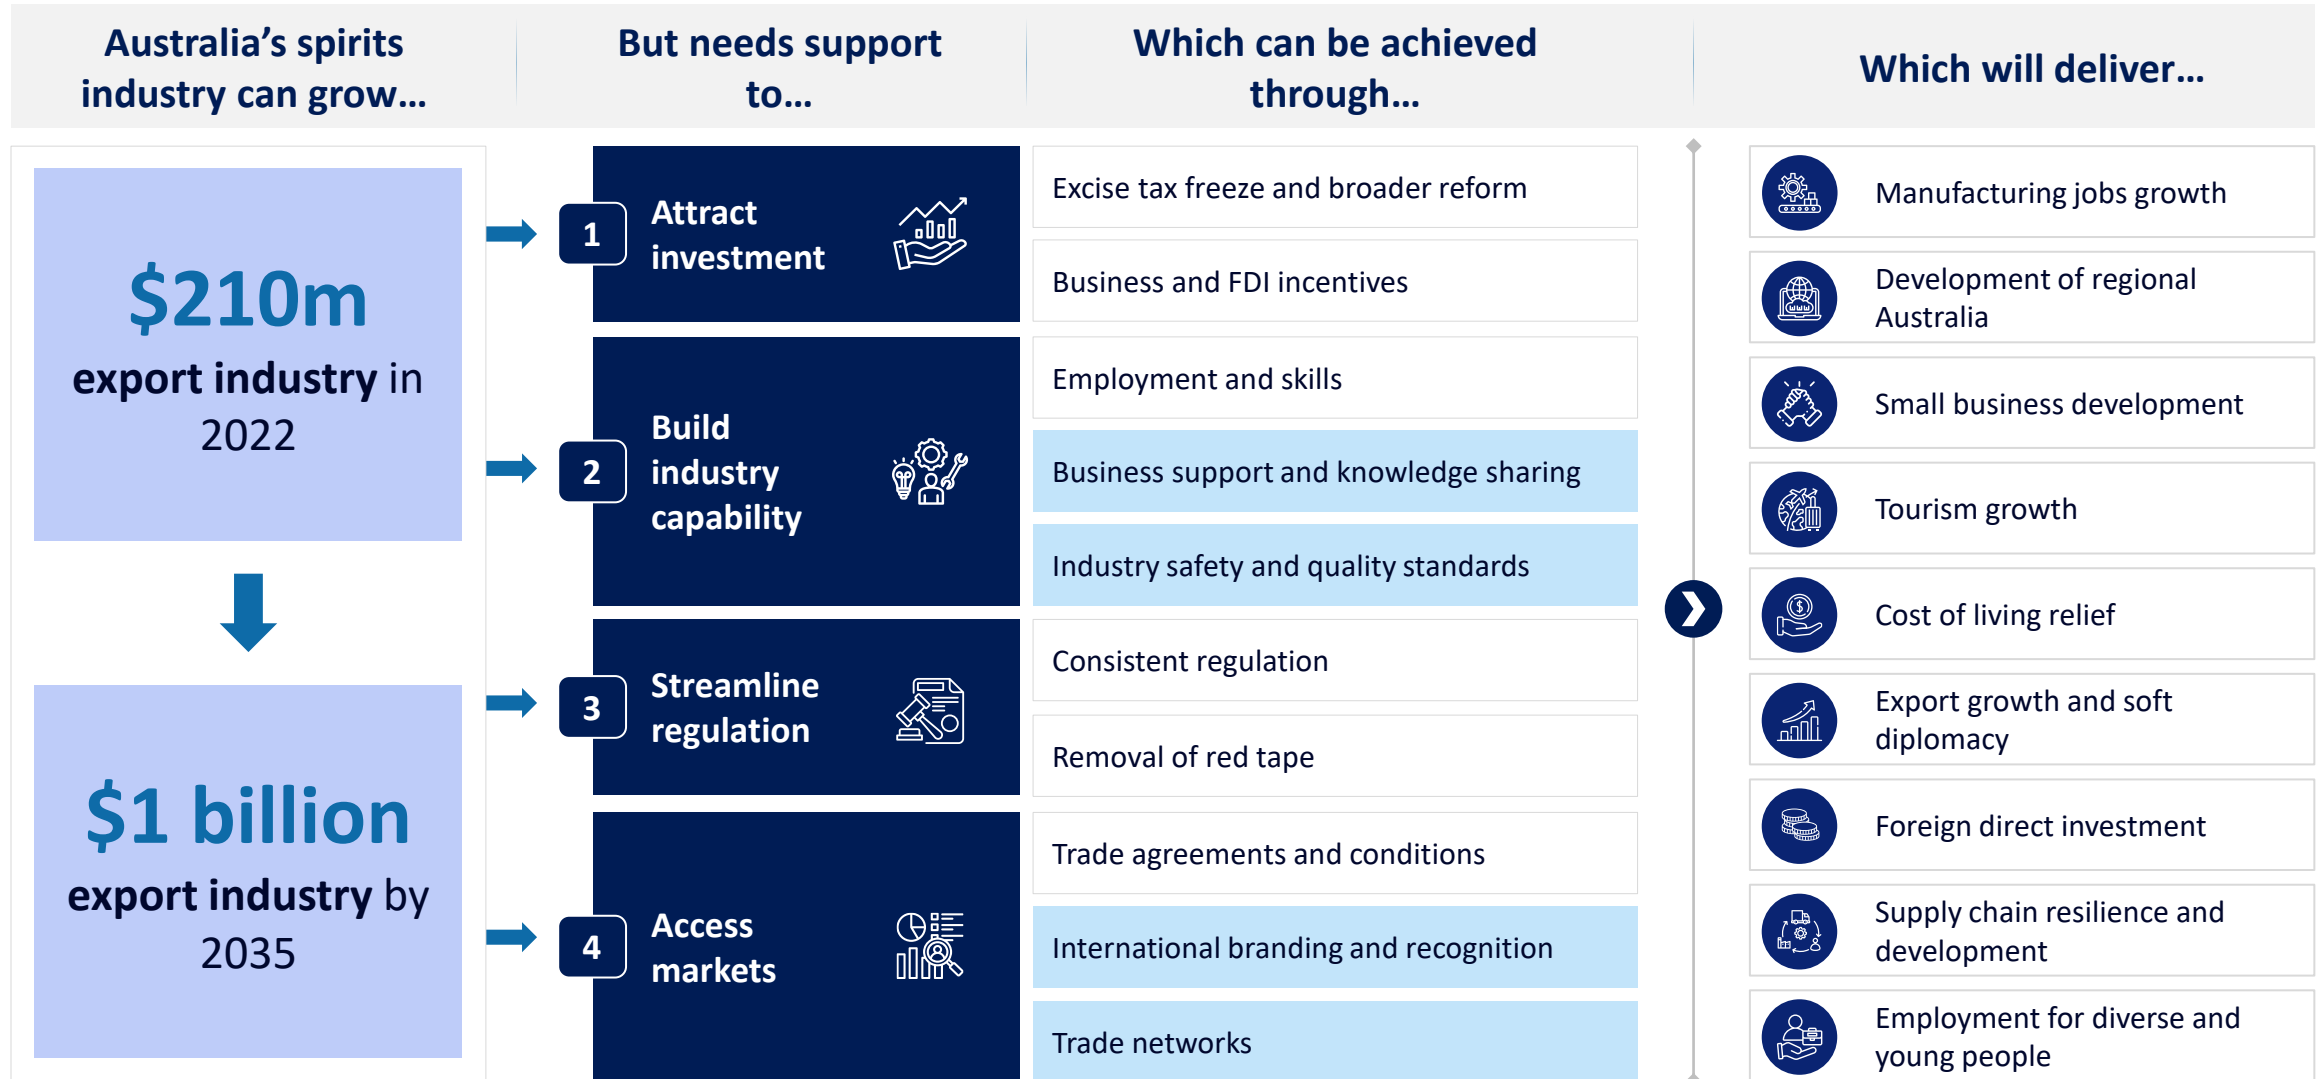 Australia’s spirits
industry can grow…
But needs support
to…
Which can be achieved
through…
Which will deliver…
$210m
export industry in
2022
$1 billion
export industry by
2035
1
Attract
investment
Excise tax freeze and broader reform
Business and FDI incentives
2
Build
industry
capability
Employment and skills
Business support and knowledge sharing
Industry safety and quality standards
3
Streamline
regulation
Consistent regulation
Removal of red tape
4
Access
markets
Trade agreements and conditions
International branding and recognition
Trade networks
Manufacturing jobs growth
Development of regional
Australia
Small business development
Tourism growth
Cost of living relief
Export growth and soft
diplomacy
Foreign direct investment
Supply chain resilience and
development
Employment for diverse and
young people